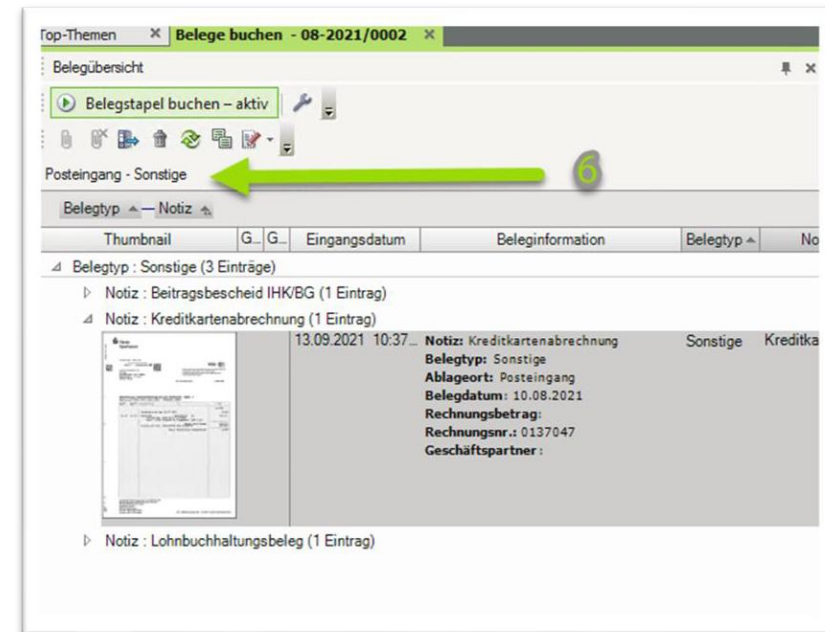 Top-Themen × Belege buchen - 08-2021/0002 ×
Belegübersicht
Belegstapel buchen – aktiv
Posteingang - Sonstige
6
Belegtyp — Notiz
Thumbnail G... G... Eingangsdatum Beleginformation Belegtyp No
Belegtyp : Sonstige (3 Einträge)
Notiz : Beitragsbescheid IHK/BG (1 Eintrag)
Notiz : Kreditkartenabrechnung (1 Eintrag)
13.09.2021 10:37... Notiz: Kreditkartenabrechnung Sonstige Kreditka
Belegtyp: Sonstige
Ablageort: Posteingang
Belegdatum: 10.08.2021
Rechnungsbetrag:
Rechnungsnr.: 0137047
Geschäftspartner:
Notiz : Lohnbuchhaltungsbeleg (1 Eintrag)